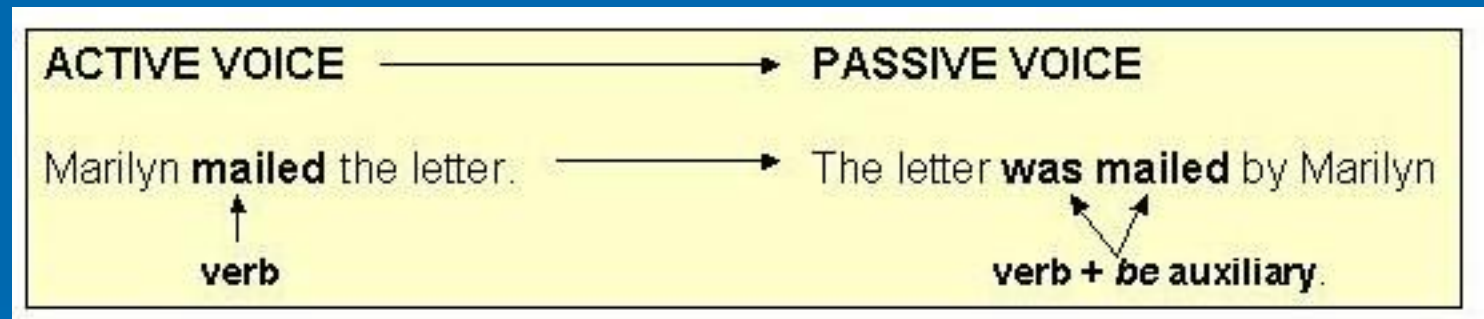 ACTIVE VOICE PASSIVE VOICE
Marilyn mailed the letter. The letter was mailed by Marilyn
verb verb + be auxiliary.